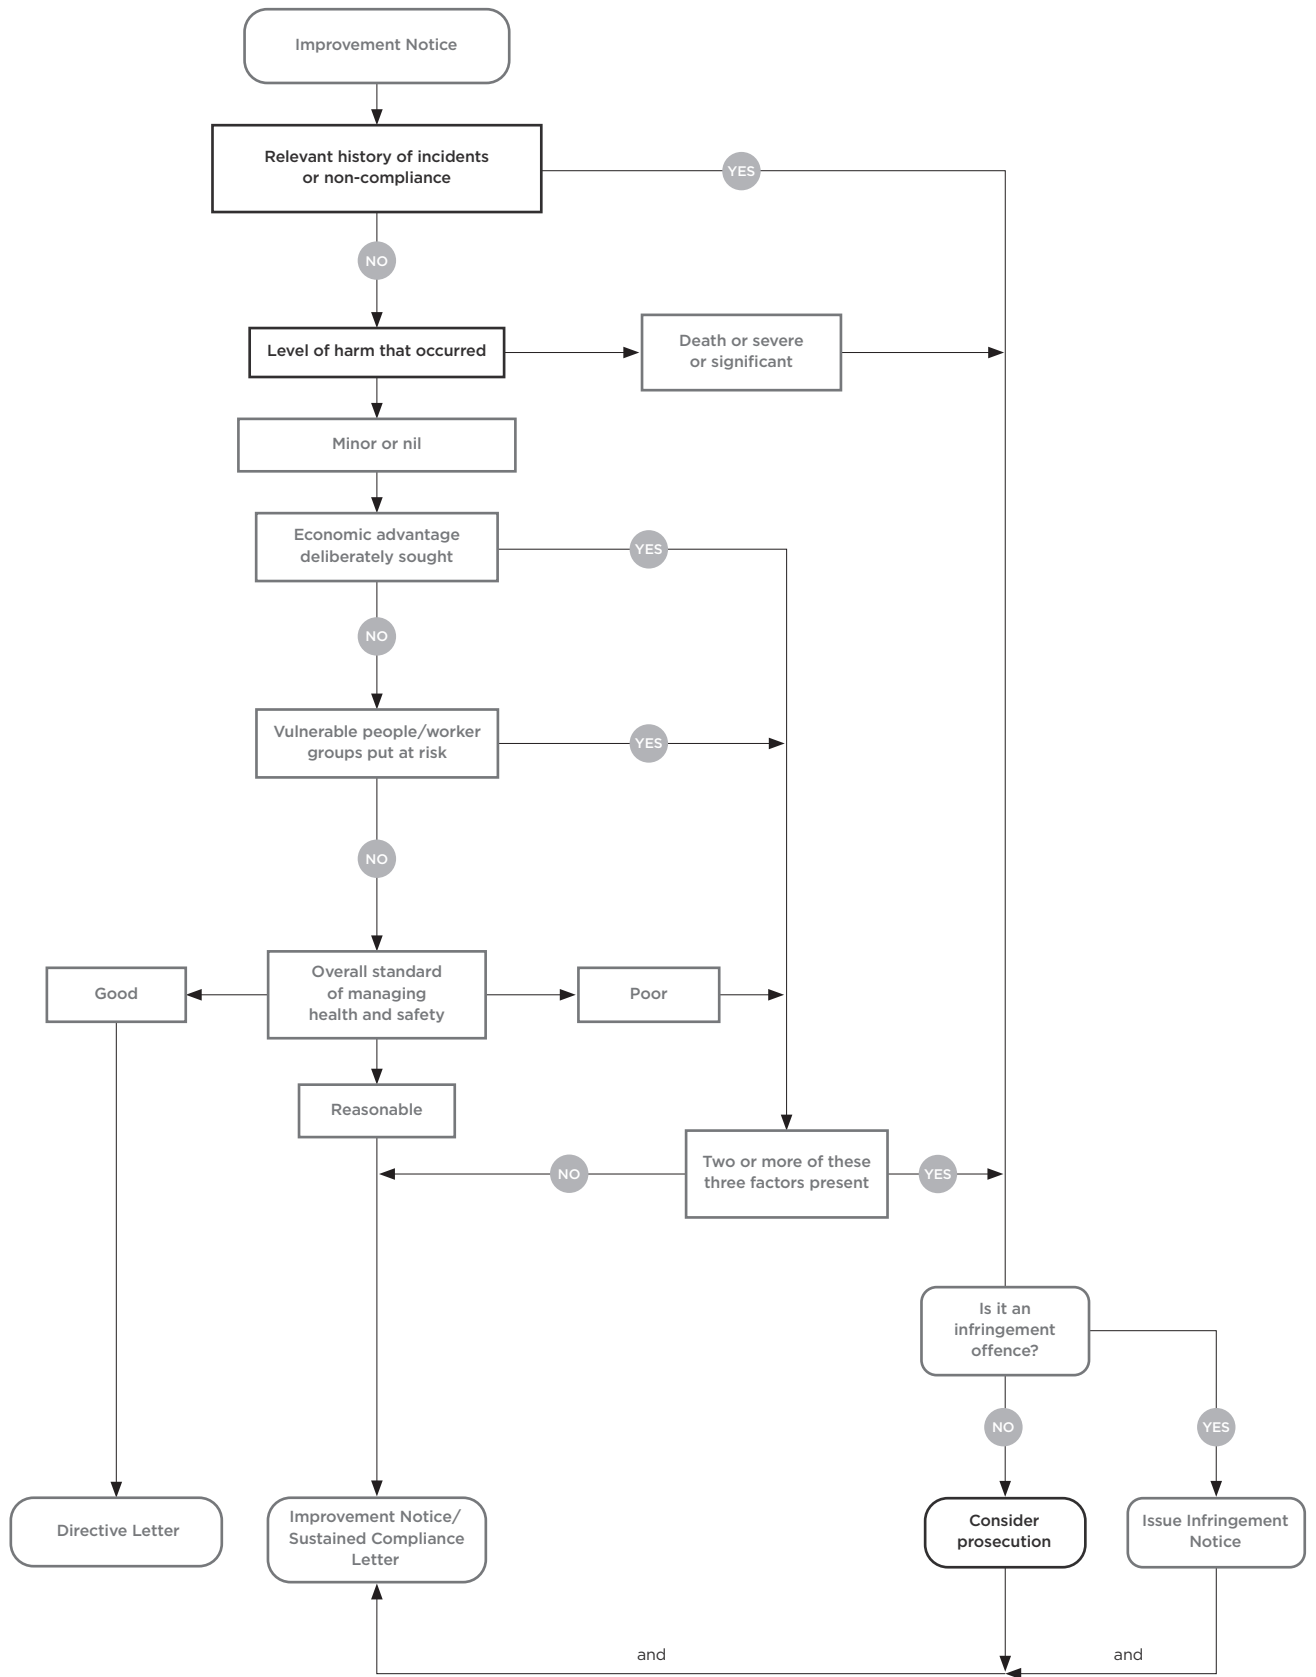 Improvement Notice
Relevant history of incidents
or non-compliance
YES
NO
Level of harm that occurred
Death or severe
or significant
Minor or nil
Economic advantage
deliberately sought
YES
NO
Vulnerable people/worker
groups put at risk
YES
NO
Good
Overall standard
of managing
health and safety
Poor
Reasonable
Two or more of these
three factors present
NO
YES
Is it an
infringement
offence?
NO
YES
Directive Letter
Improvement Notice/
Sustained Compliance
Letter
Consider
prosecution
Issue Infringement
Notice
and
and